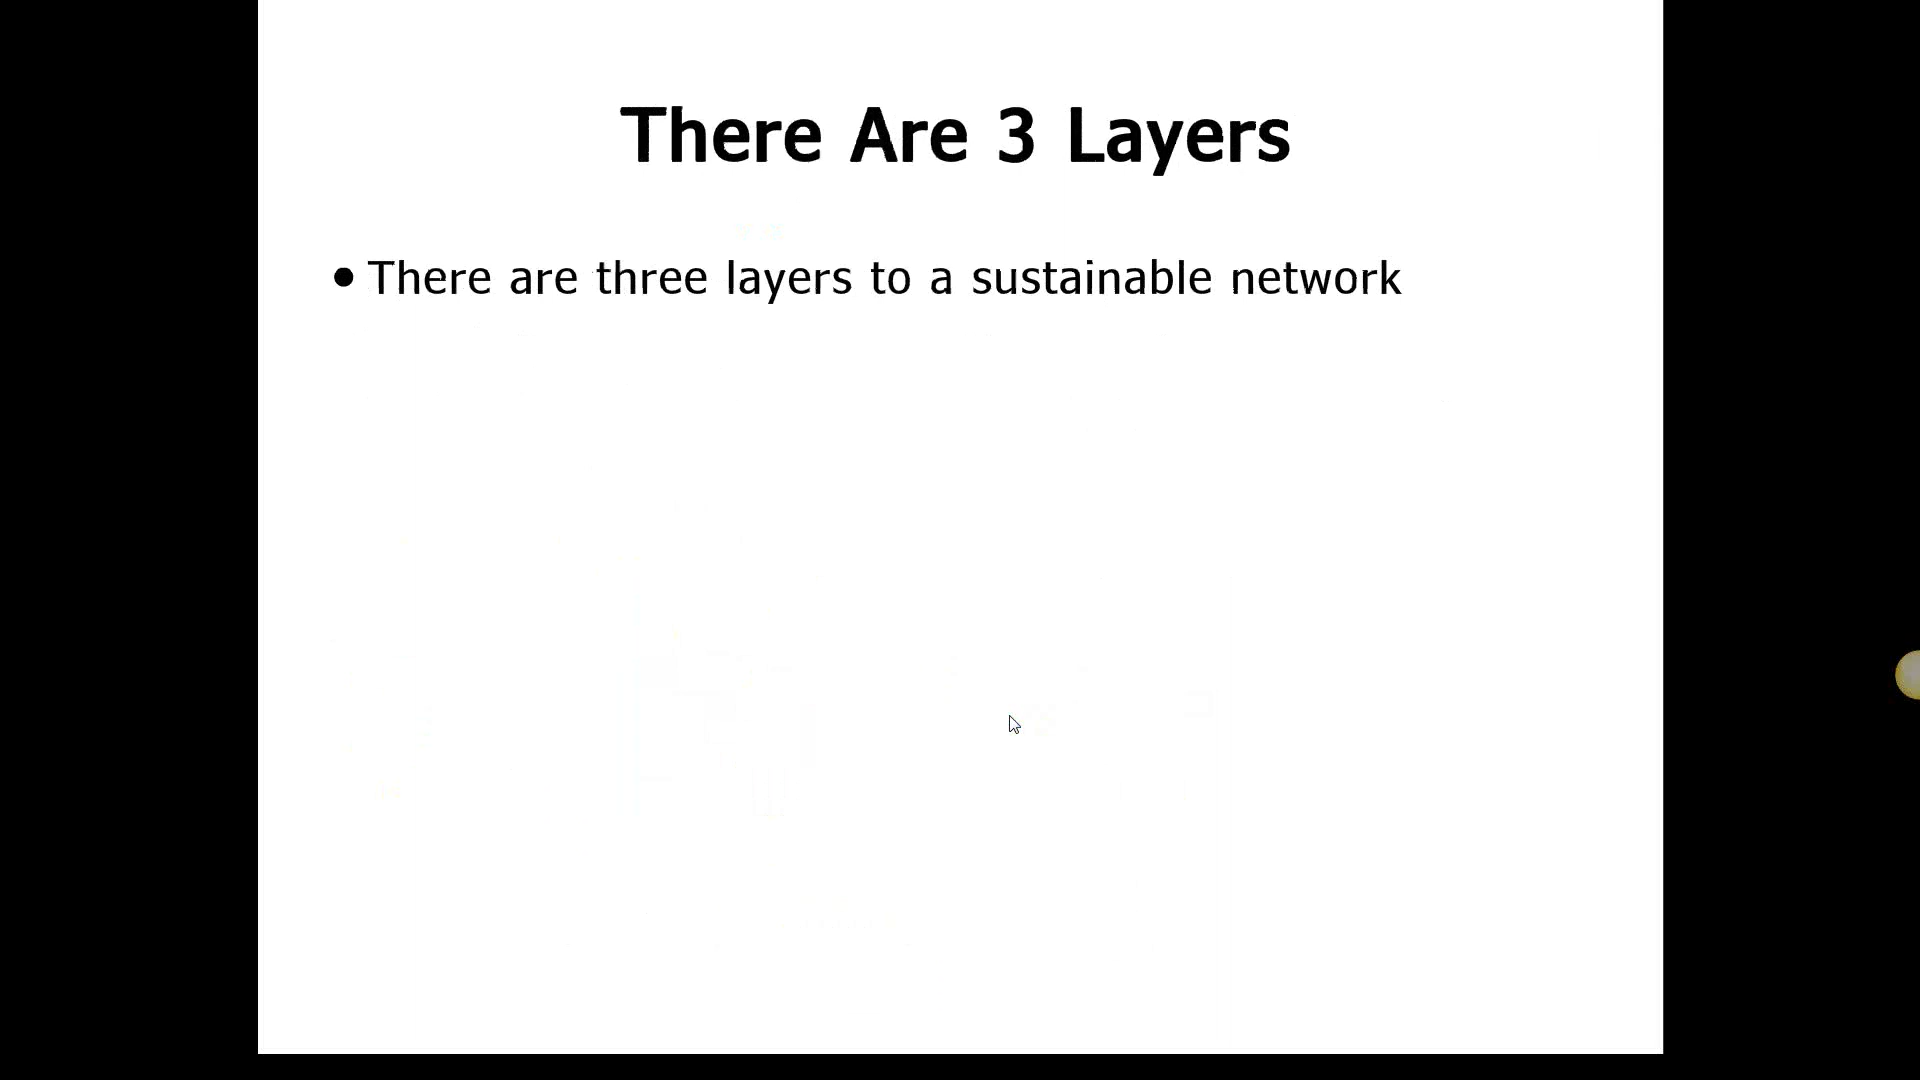 There Are 3 Layers
• There are three layers to a sustainable network